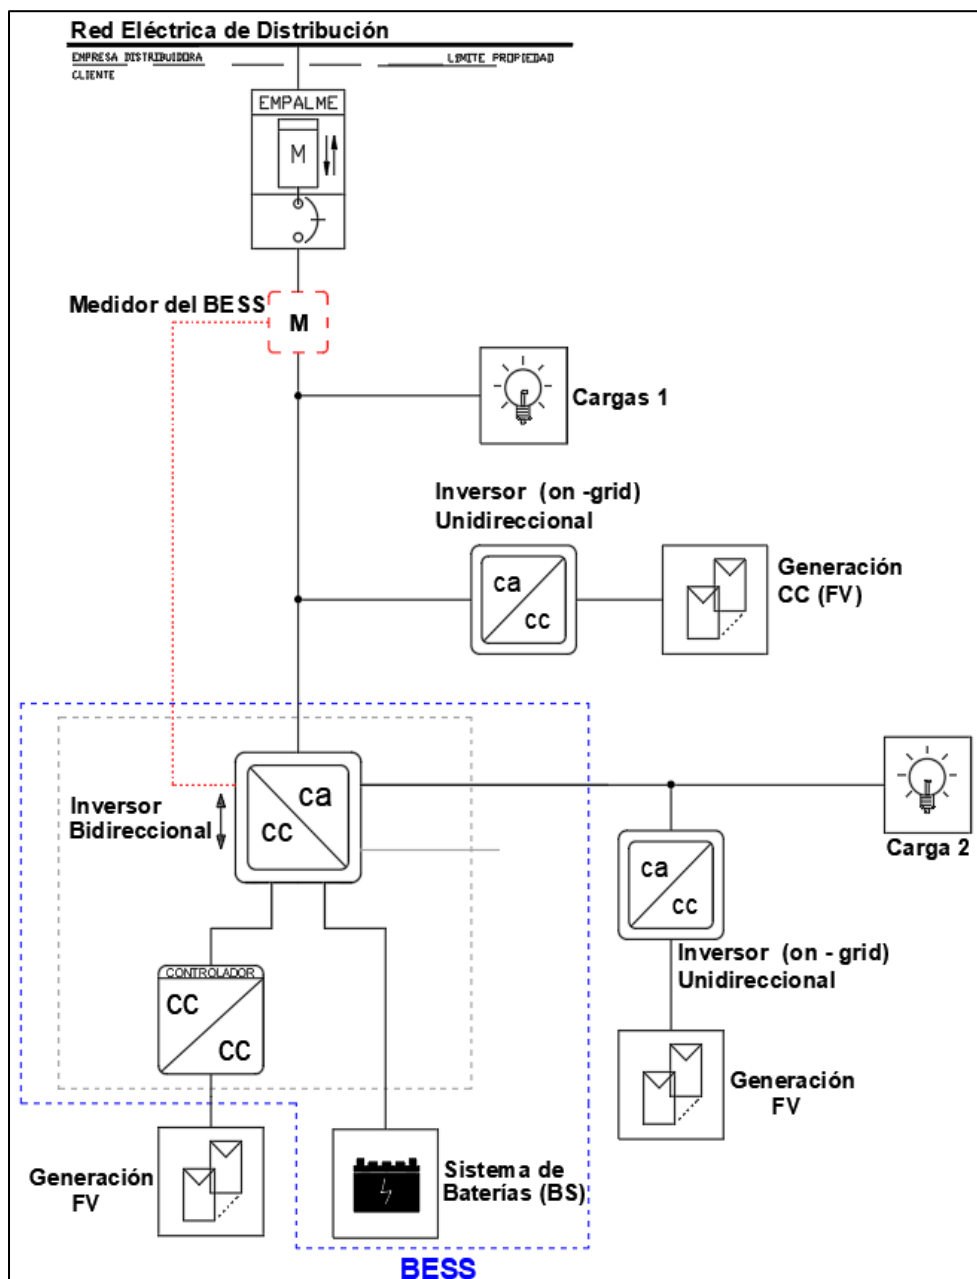 Red Eléctrica de Distribución
EMPRESA DISTRIBUIDORA
LIMITE PROPIEDAD
CLIENTE
EMPALME
M
Medidor del BESS
M
Cargas 1
Inversor (on -grid)
Unidireccional
ca
cc
Generación
CC (FV)
ca
cc
Inversor
Bidireccional
Carga 2
ca
cc
Inversor (on - grid)
Unidireccional
CONTROLADOR
CC
CC
Generación
FV
Generación
FV
Sistema de
Baterías (BS)
BESS